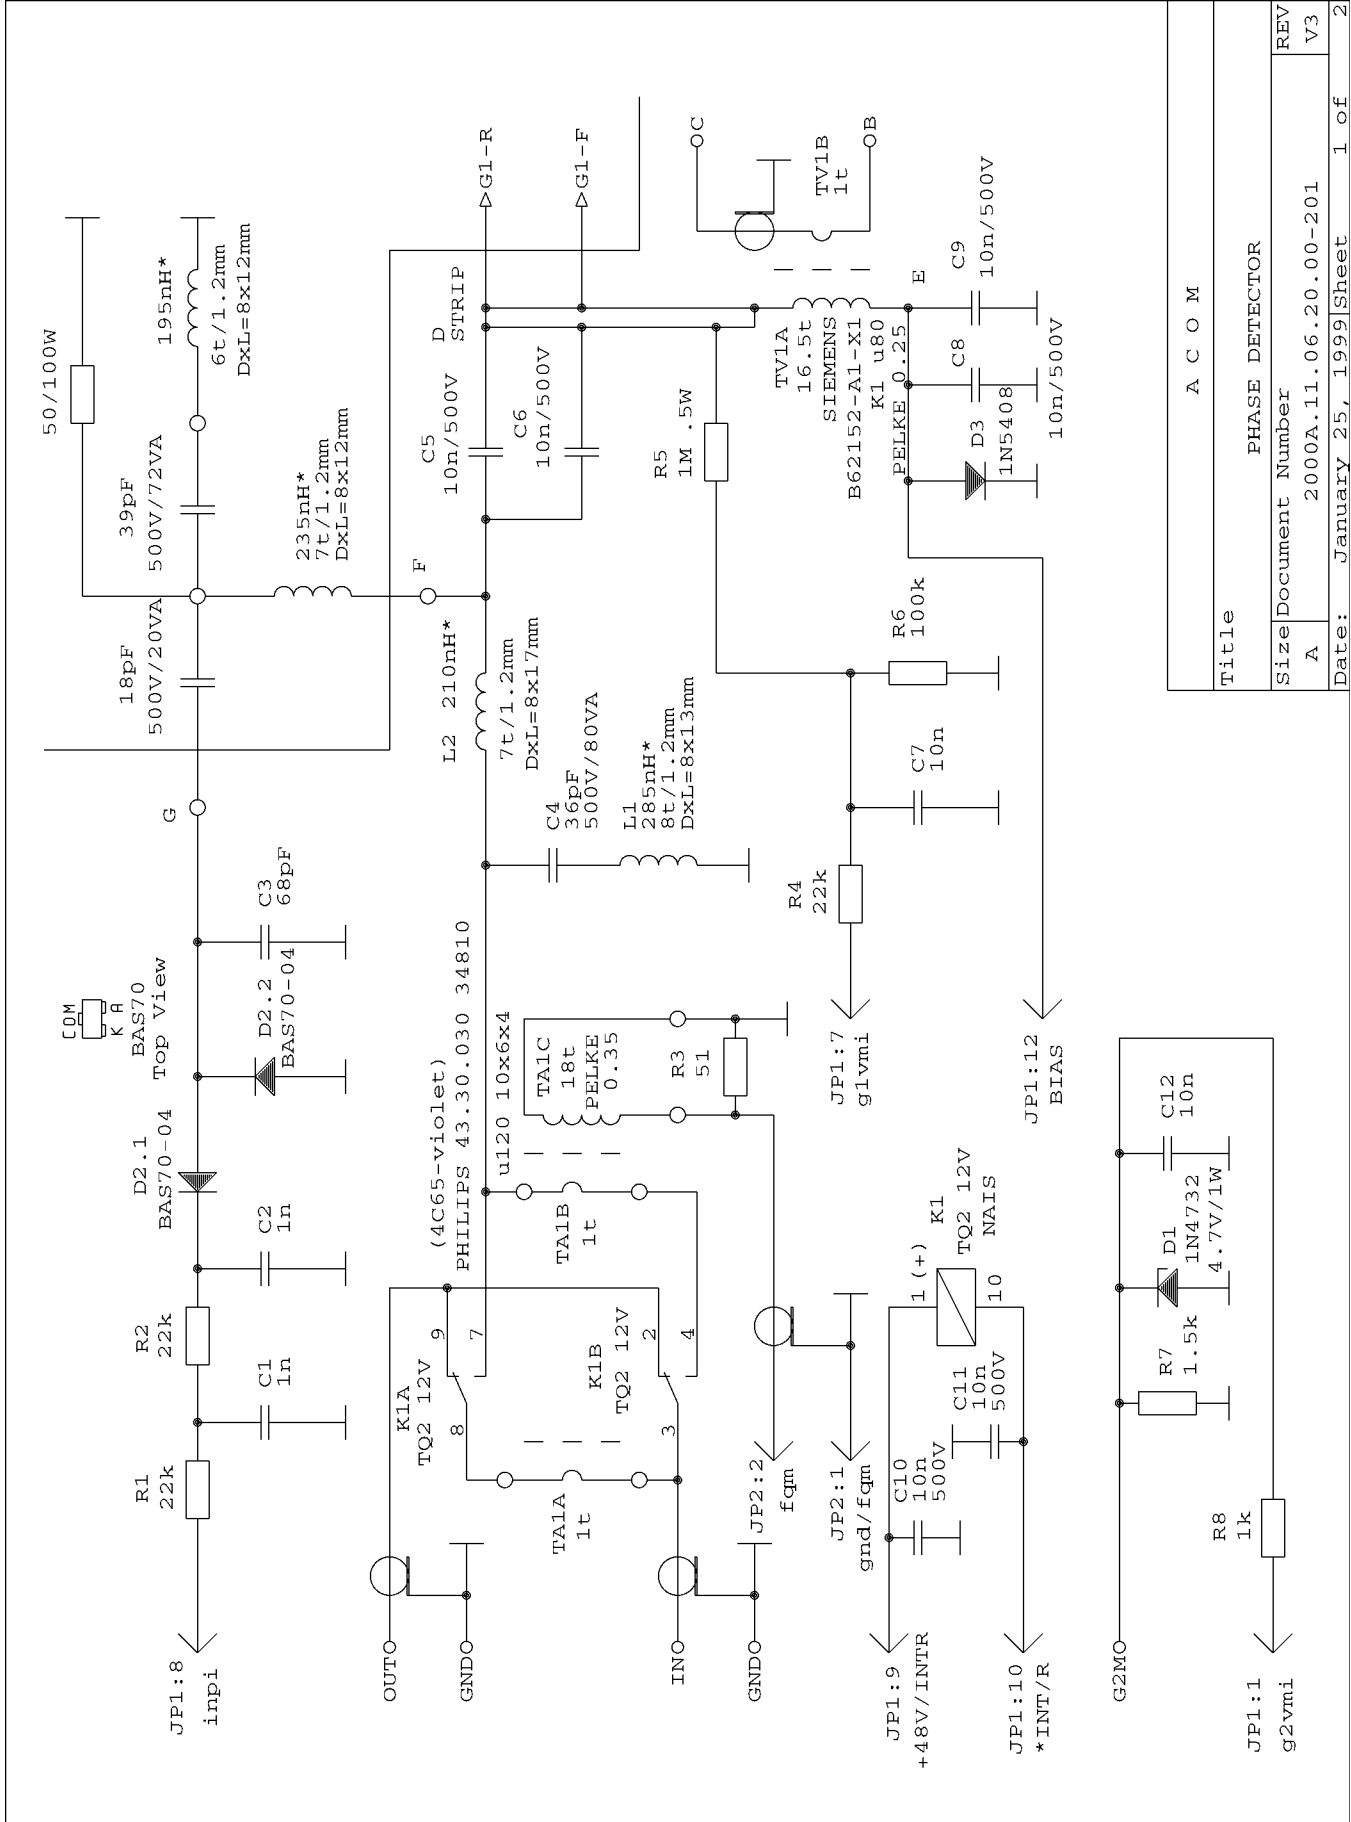 50/100W
195nH*
6t/1.2mm
DxL=8x12mm
39pF
500V/72VA
18pF
500V/20VA
235nH*
7t/1.2mm
DxL=8x12mm
F
G
COM
K A
BAS70
Top View
C3
68pF
D2.2
BAS70-04
D2.1
BAS70-04
C2
1n
R2
22k
C1
1n
R1
22k
JP1:8
inpi
D
STRIP
G1-R
G1-F
C5
10n/500V
C6
10n/500V
L2 210nH*
7t/1.2mm
DxL=8x17mm
C4
36pF
500V/80VA
L1
285nH*
8t/1.2mm
DxL=8x13mm
(4C65-violet)
PHILIPS 43.30.030 34810
u120 10x6x4
TA1C
18t
PELKE
0.35
R3
51
TA1B
1t
K1A
TQ2 12V
9
7
8
K1B
TQ2 12V
2
4
3
TA1A
1t
OUT
GND
IN
GND
JP2:2
fqm
JP2:1
gnd/fqm
R5
1M .5W
TV1A
16.5t
SIEMENS
B62152-A1-X1
K1 u80
PELKE 0.25
C
TV1B
1t
B
E
C9
10n/500V
C8
10n/500V
D3
1N5408
R6
100k
C7
10n
R4
22k
JP1:7
g1vmi
JP1:12
BIAS
K1
TQ2 12V
NAIS
1 (+)
10
C11
10n
500V
C10
10n
500V
JP1:9
+48V/INTR
JP1:10
*INT/R
C12
10n
D1
1N4732
4.7V/1W
R7
1.5k
R8
1k
G2M
JP1:1
g2vmi
A C O M
Title
PHASE DETECTOR
Size Document Number REV
A 2000A.11.06.20.00-201 V3
Date: January 25, 1999 Sheet 1 of 2